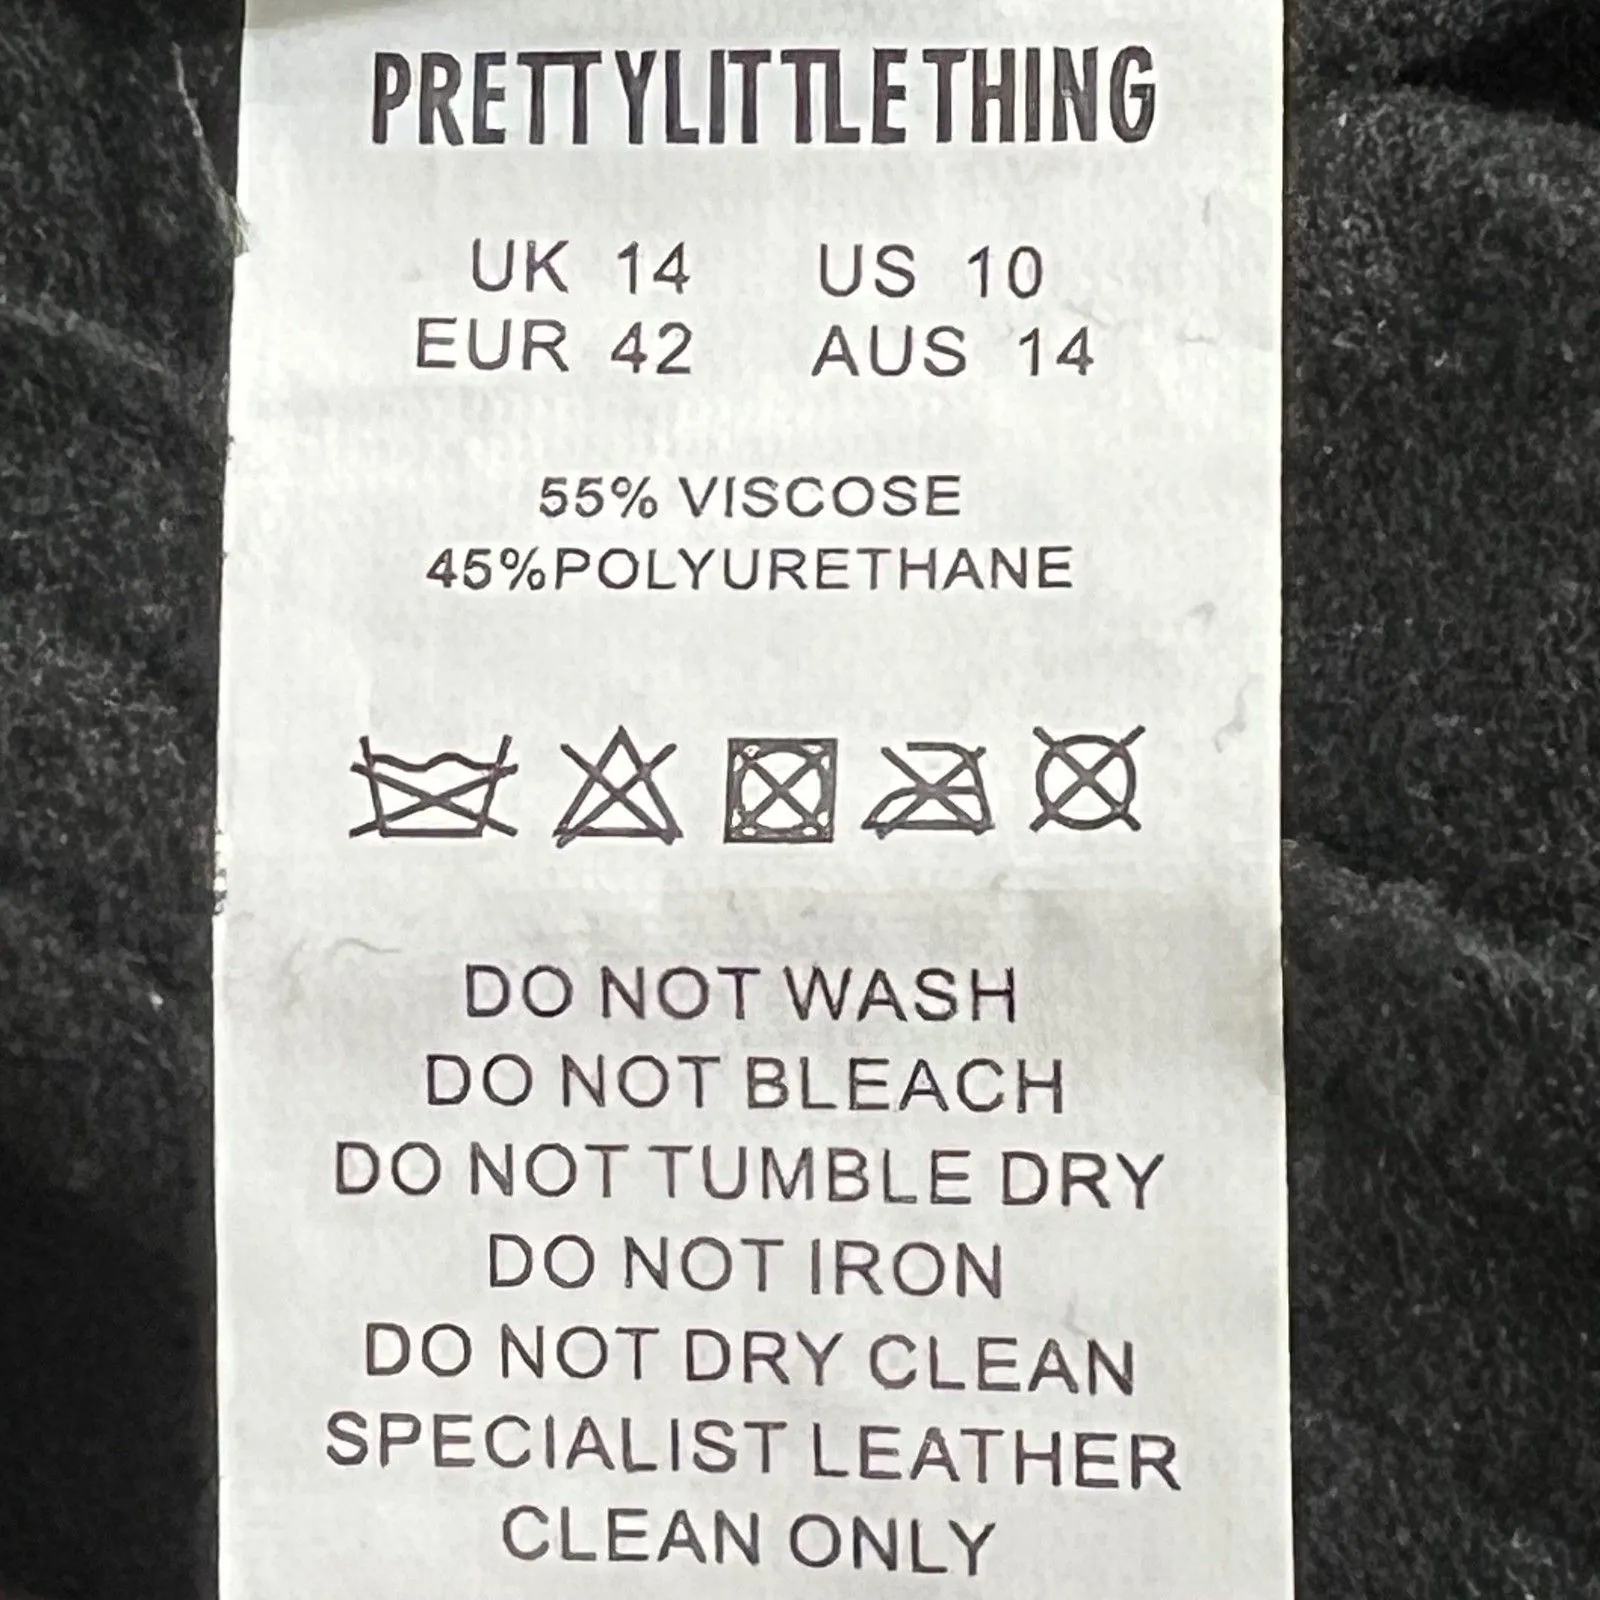 PRETTYLITTLETHING
UK 14 US 10
EUR 42 AUS 14
55% VISCOSE
45%POLYURETHANE
DO NOT WASH
DO NOT BLEACH
DO NOT TUMBLE DRY
DO NOT IRON
DO NOT DRY CLEAN
SPECIALIST LEATHER
CLEAN ONLY